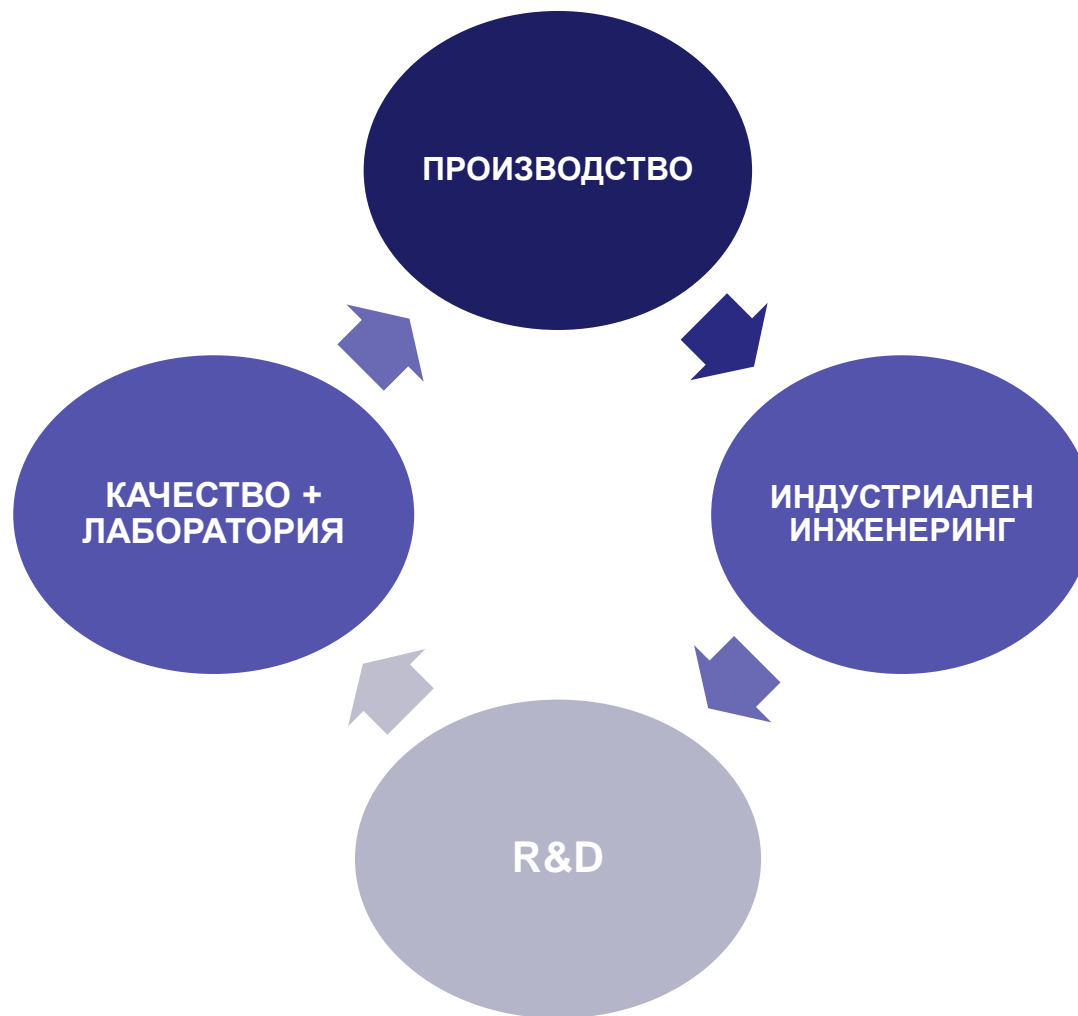 ПРОИЗВОДСТВО
КАЧЕСТВО +
ЛАБОРАТОРИЯ
ИНДУСТРИАЛЕН
ИНЖЕНЕРИНГ
R&D